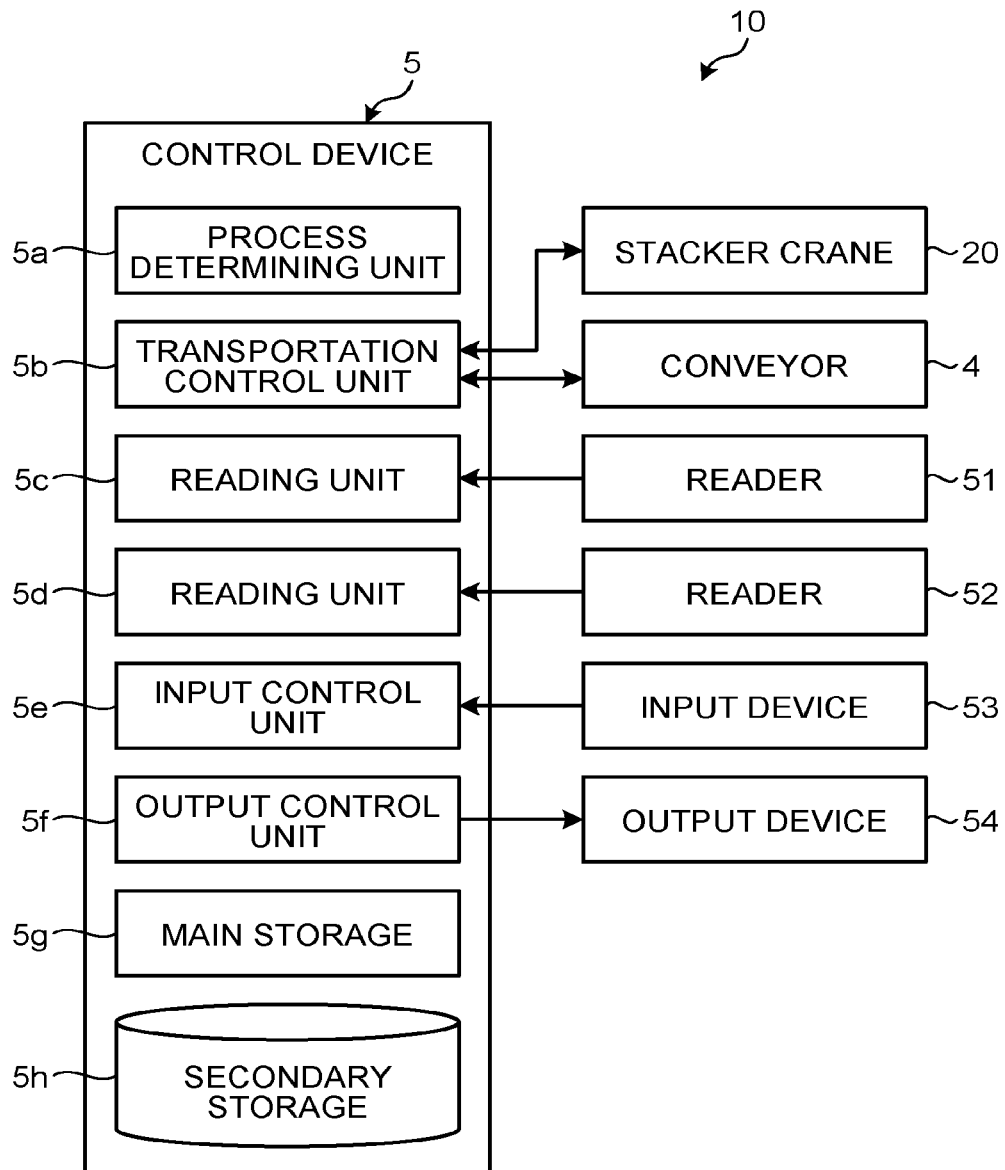 10
5
CONTROL DEVICE
5a
PROCESS
DETERMINING UNIT
STACKER CRANE
20
5b
TRANSPORTATION
CONTROL UNIT
CONVEYOR
4
5c
READING UNIT
READER
51
5d
READING UNIT
READER
52
5e
INPUT CONTROL
UNIT
INPUT DEVICE
53
5f
OUTPUT CONTROL
UNIT
OUTPUT DEVICE
54
5g
MAIN STORAGE
5h
SECONDARY
STORAGE